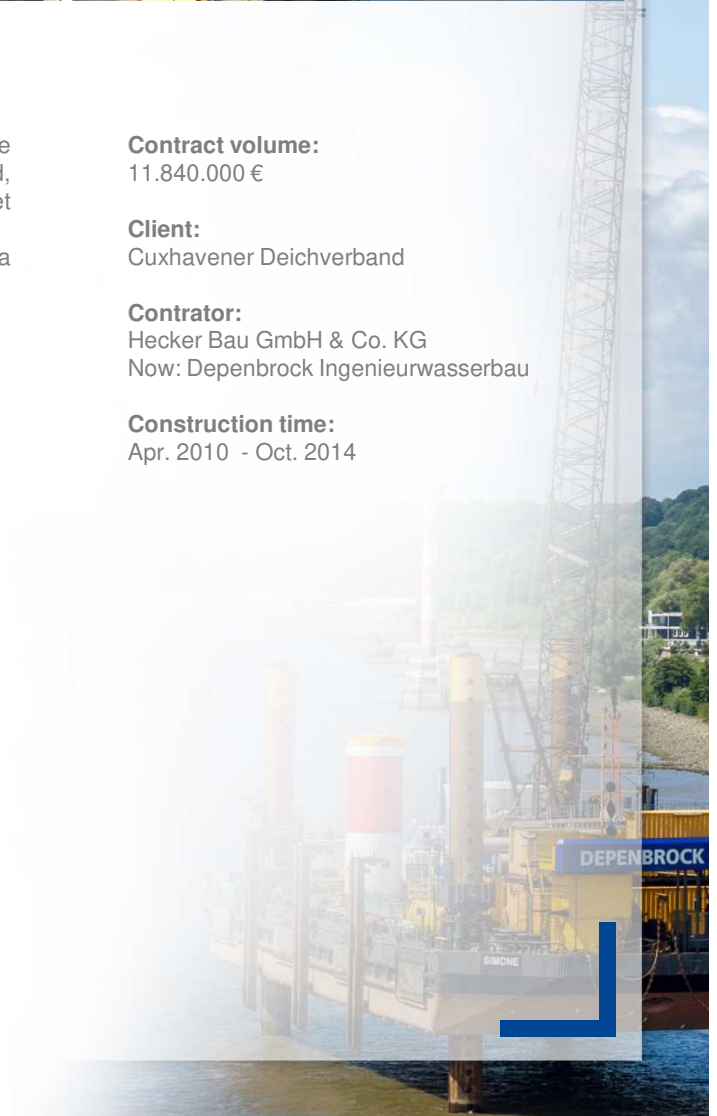 e
d,
et
a
Contract volume:
11.840.000 €
Client:
Cuxhavener Deichverband
Contrator:
Hecker Bau GmbH & Co. KG
Now: Depenbrock Ingenieurwasserbau
Construction time:
Apr. 2010 - Oct. 2014
DEPENBROCK
SIMONE